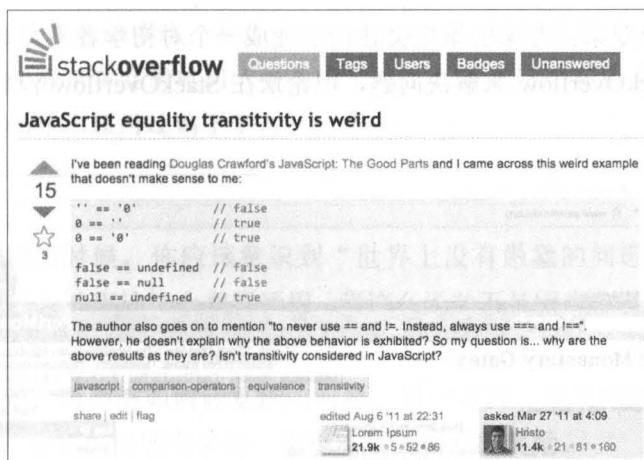 stackoverflow
Questions Tags Users Badges Unanswered
JavaScript equality transitivity is weird
15
3
I've been reading Douglas Crawford's JavaScript: The Good Parts and I came across this weird example
that doesn't make sense to me:
'' == '0' // false
0 == '' // true
0 == '0' // true
false == undefined // false
false == null // false
null == undefined // true
The author also goes on to mention "to never use == and !=. Instead, always use === and !==".
However, he doesn't explain why the above behavior is exhibited? So my question is... why are the
above results as they are? Isn't transitivity considered in JavaScript?
javascript comparison-operators equivalence transitivity
share | edit | flag
edited Aug 6 '11 at 22:31
Lorem Ipsum
21.9k 5 52 86
asked Mar 27 '11 at 4:09
Hristo
11.4k 21 81 160